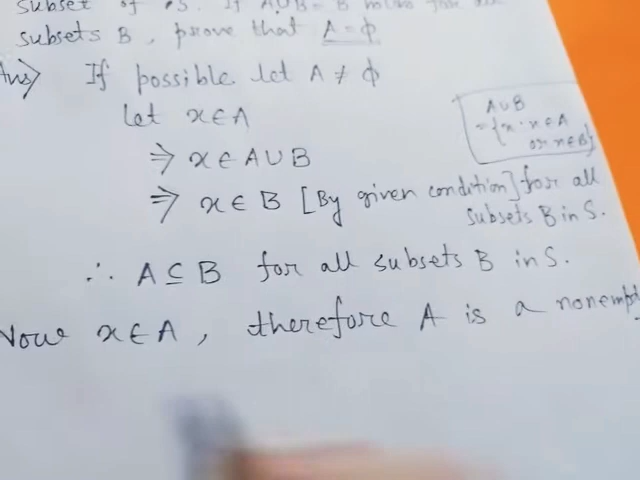 subset of S. If A∪B = B holds for all
subsets B, prove that A = φ
Ans) If possible let A ≠ φ
Let x ∈ A
⇒ x ∈ A ∪ B
⇒ x ∈ B [By given condition] for all
subsets B in S.
A ∪ B
= {x : x ∈ A
or x ∈ B}
∴ A ⊆ B for all subsets B in S.
Now x ∈ A, therefore A is a nonempt